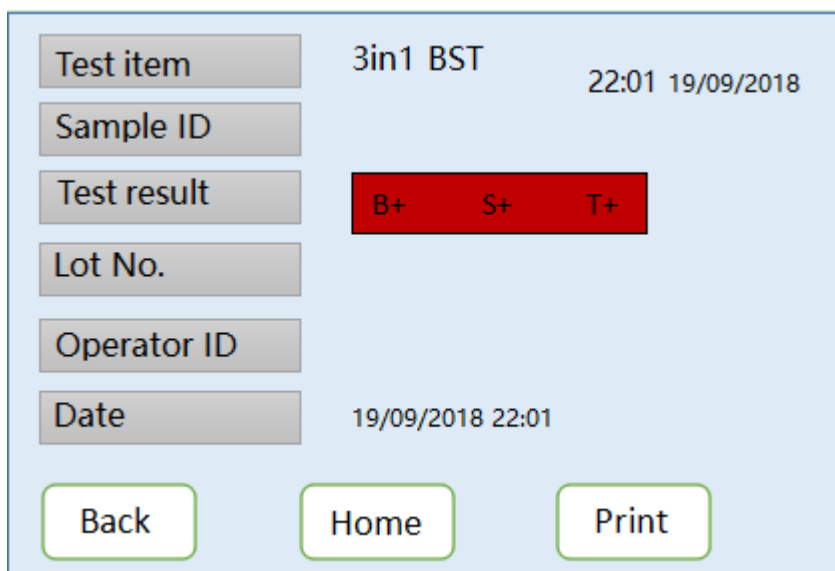 Test item 3in1 BST
22:01 19/09/2018
Sample ID
Test result B+ S+ T+
Lot No.
Operator ID
Date 19/09/2018 22:01
Back Home Print